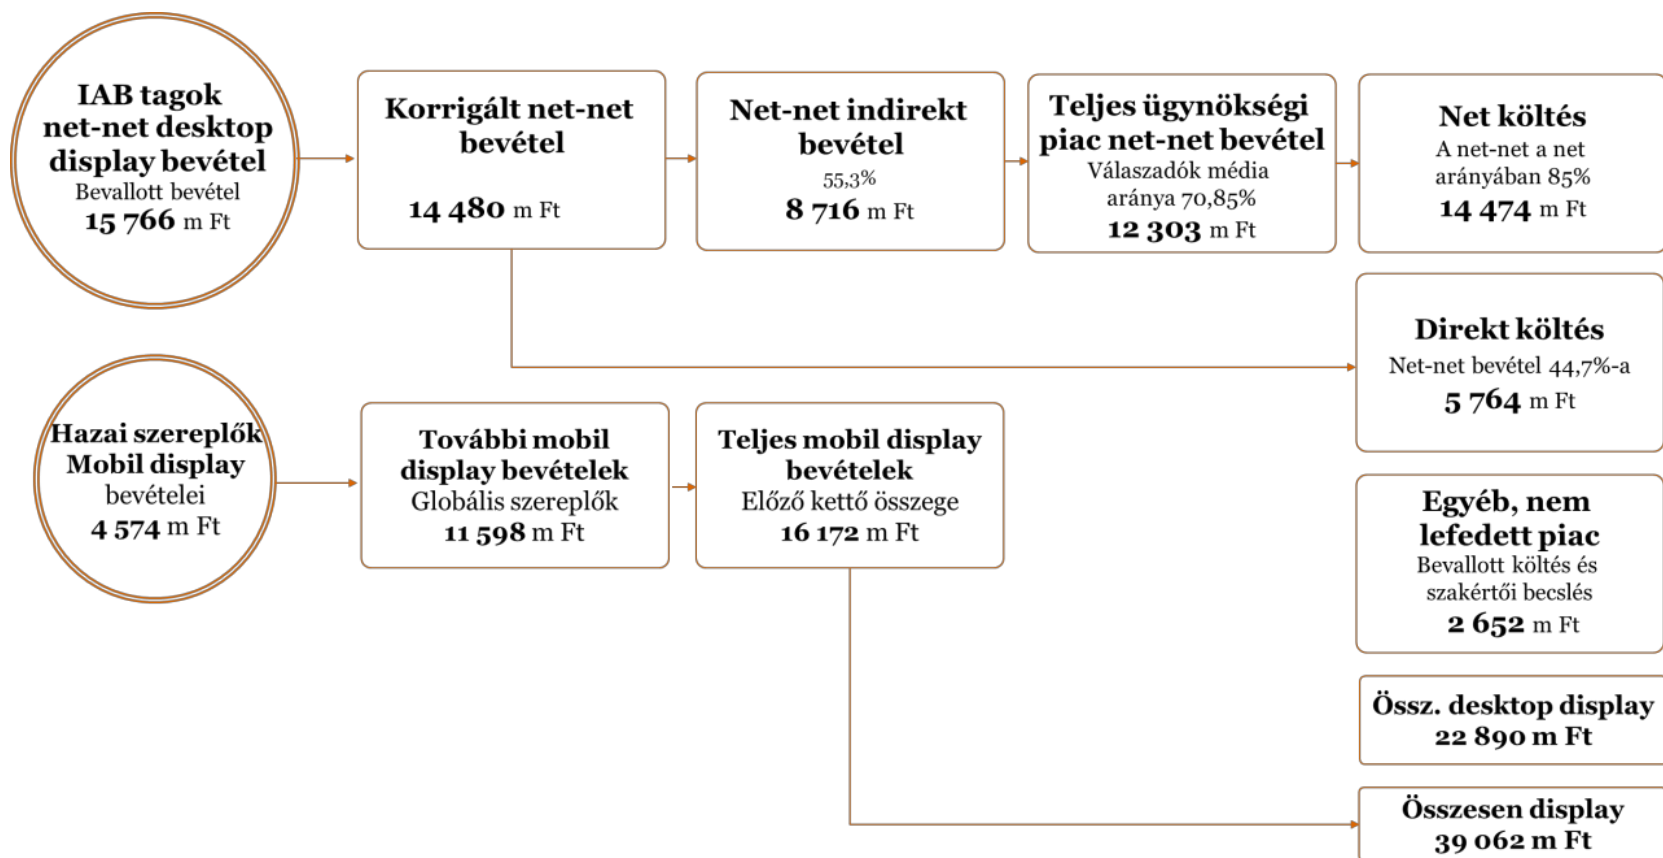 IAB tagok
net-net desktop
display bevétel
Bevallott bevétel
15 766 m Ft
Korrigált net-net
bevétel
14 480 m Ft
Net-net indirekt
bevétel
55,3%
8 716 m Ft
Teljes ügynökségi
piac net-net bevétel
Válaszadók média
aránya 70,85%
12 303 m Ft
Net költés
A net-net a net
arányában 85%
14 474 m Ft
Direkt költés
Net-net bevétel 44,7%-a
5 764 m Ft
Hazai szereplők
Mobil display
bevételei
4 574 m Ft
További mobil
display bevételek
Globális szereplők
11 598 m Ft
Teljes mobil display
bevételek
Előző kettő összege
16 172 m Ft
Egyéb, nem
lefedett piac
Bevallott költés és
szakértői becslés
2 652 m Ft
Össz. desktop display
22 890 m Ft
Összesen display
39 062 m Ft